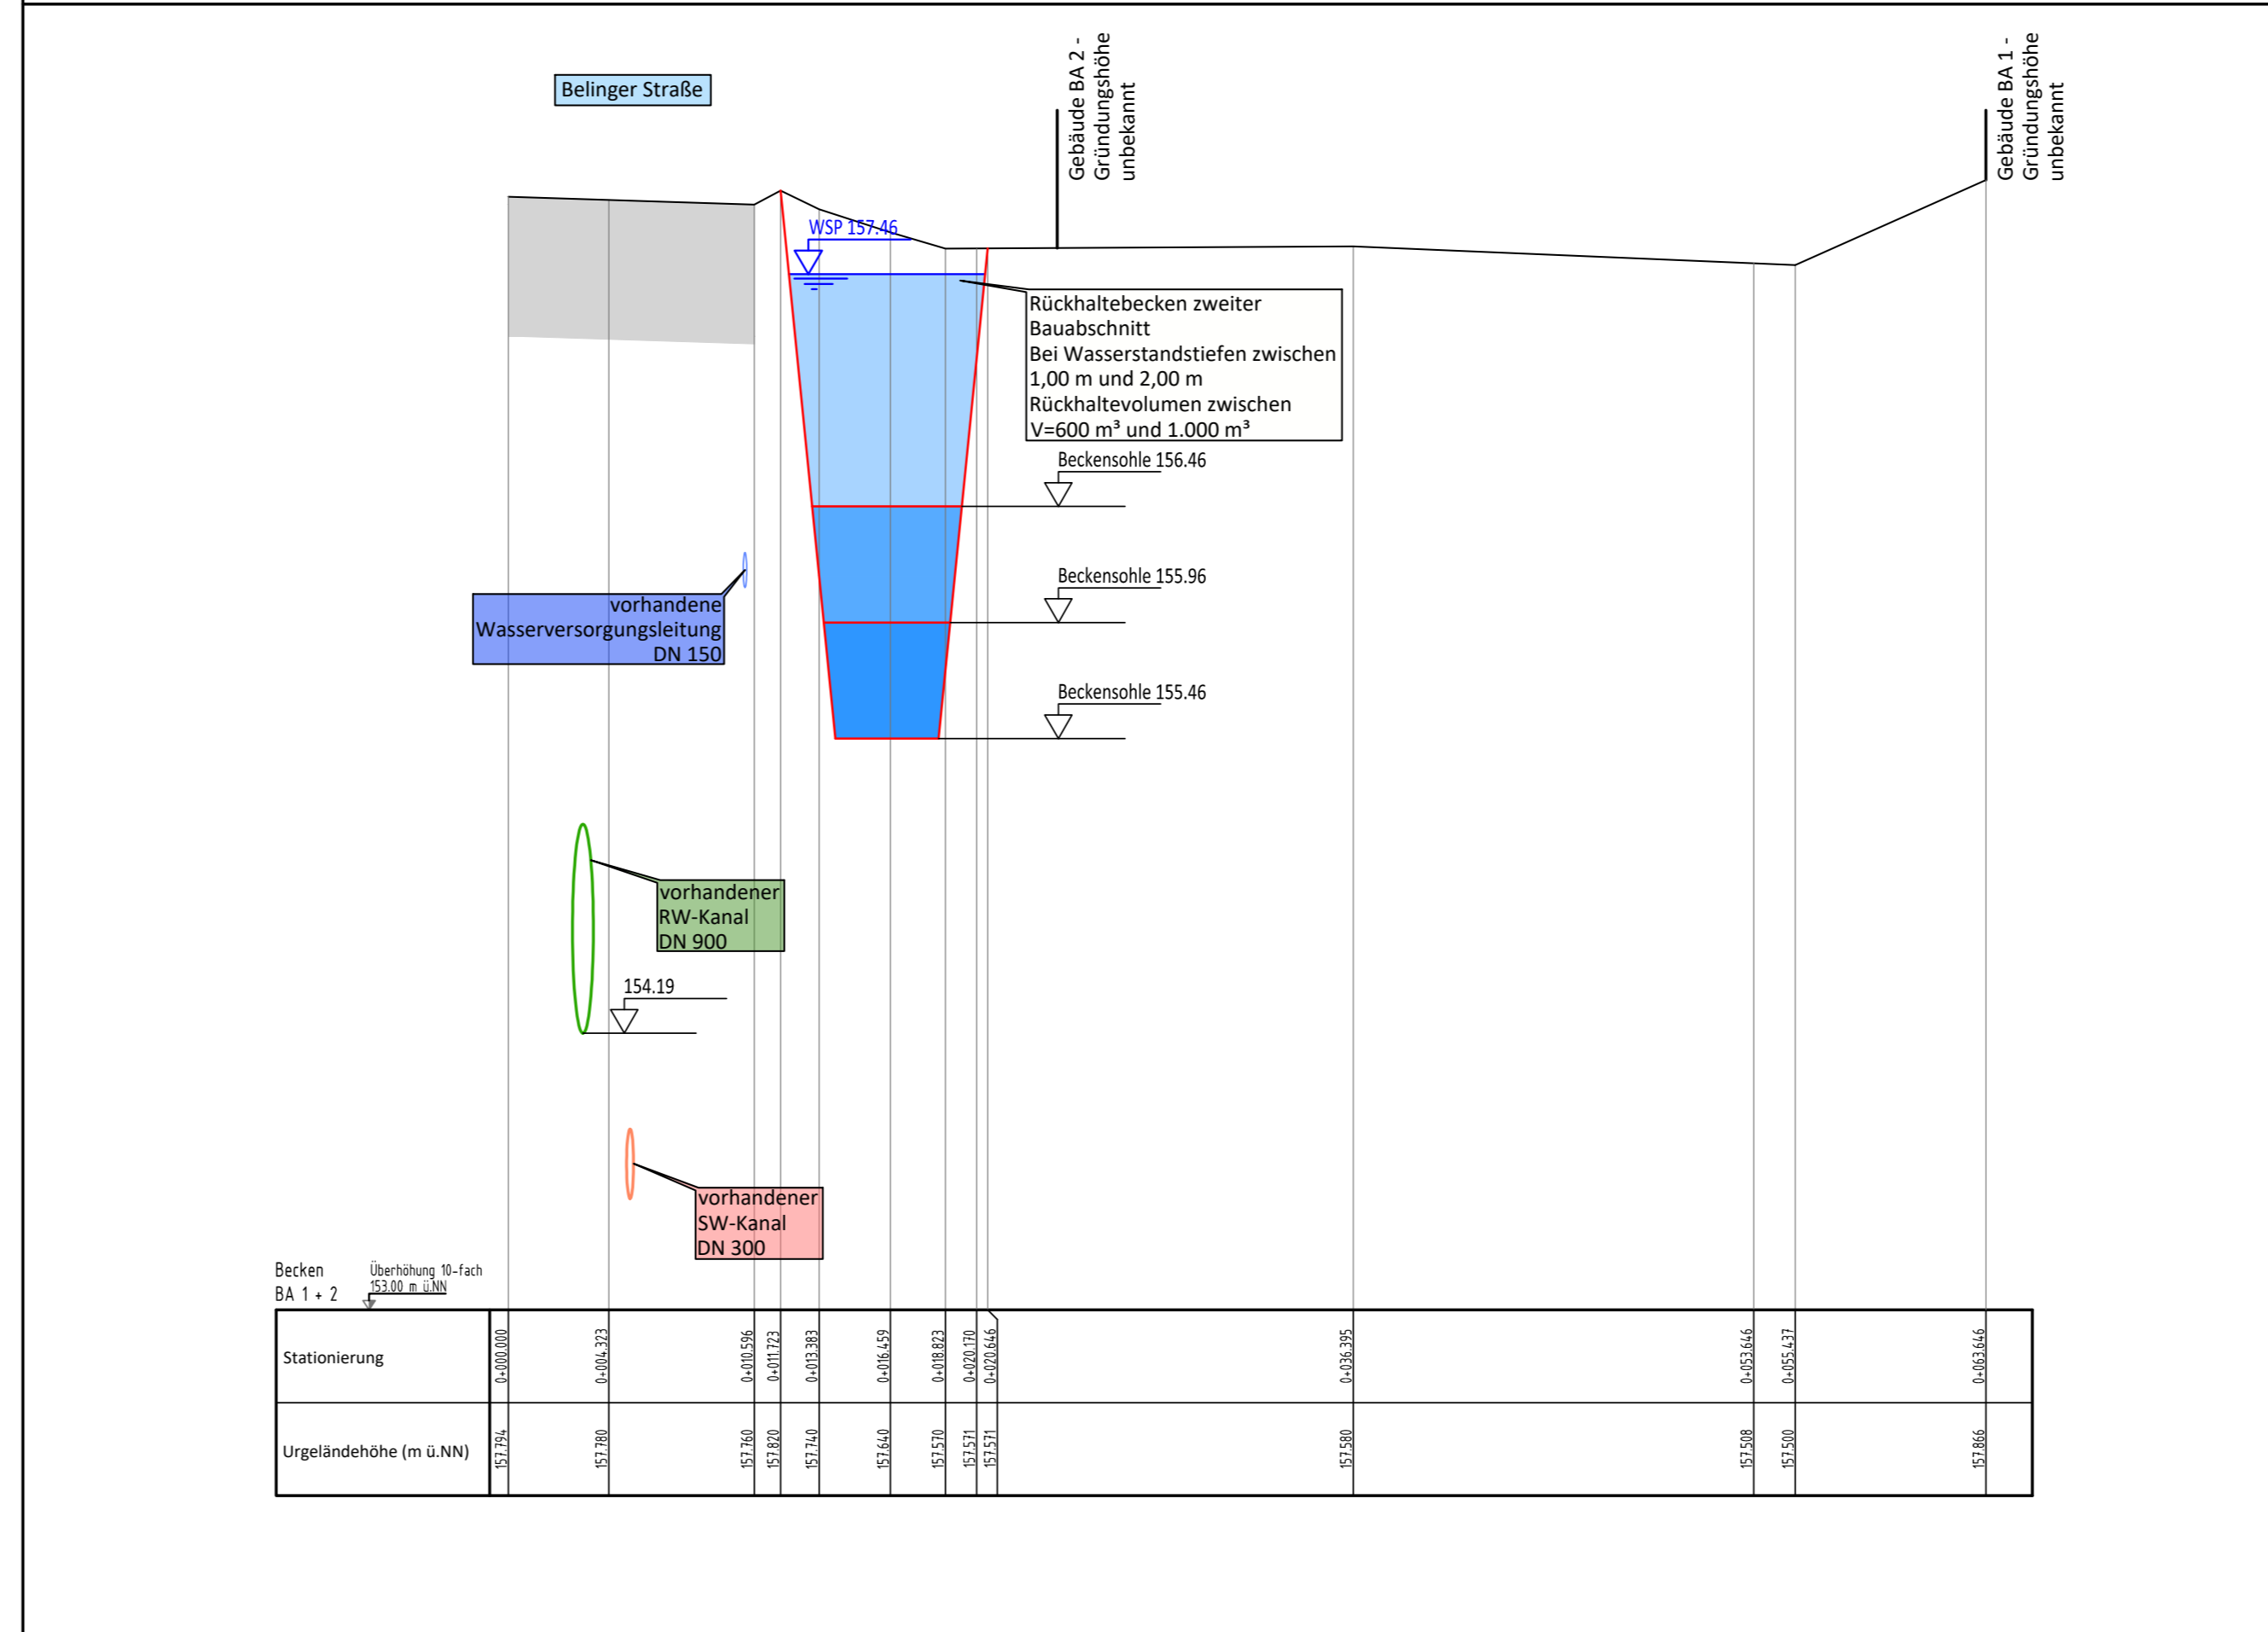 Belinger Straße
Gebäude BA 2 -
Gründungshöhe
unbekannt
Gebäude BA 1 -
Gründungshöhe
unbekannt
WSP 157.46
Rückhaltebecken zweiter
Bauabschnitt
Bei Wasserstandstiefen zwischen
1,00 m und 2,00 m
Rückhaltevolumen zwischen
V=600 m³ und 1.000 m³
Beckensohle 156.46
Beckensohle 155.96
vorhandene
Wasserversorgungsleitung
DN 150
Beckensohle 155.46
vorhandener
RW-Kanal
DN 900
154.19
vorhandener
SW-Kanal
DN 300
Becken
BA 1 + 2
Überhöhung 10-fach
153.00 m ü.NN
Stationierung
0+000.000
0+004.323
0+010.596
0+011.723
0+013.383
0+016.459
0+018.823
0+020.170
0+020.646
0+036.395
0+053.646
0+055.437
0+063.646
Urgeländehöhe (m ü.NN)
157.794
157.780
157.760
157.820
157.740
157.640
157.570
157.571
157.571
157.580
157.508
157.500
157.866